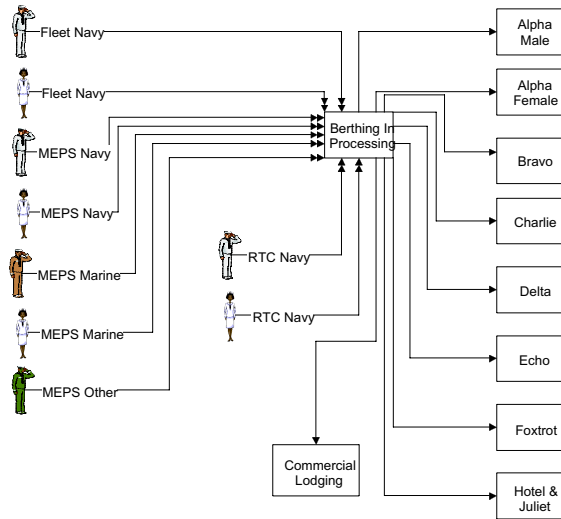 Fleet Navy
Fleet Navy
MEPS Navy
MEPS Navy
MEPS Marine
MEPS Marine
MEPS Other
RTC Navy
RTC Navy
Berthing In
Processing
Commercial
Lodging
Alpha
Male
Alpha
Female
Bravo
Charlie
Delta
Echo
Foxtrot
Hotel &
Juliet